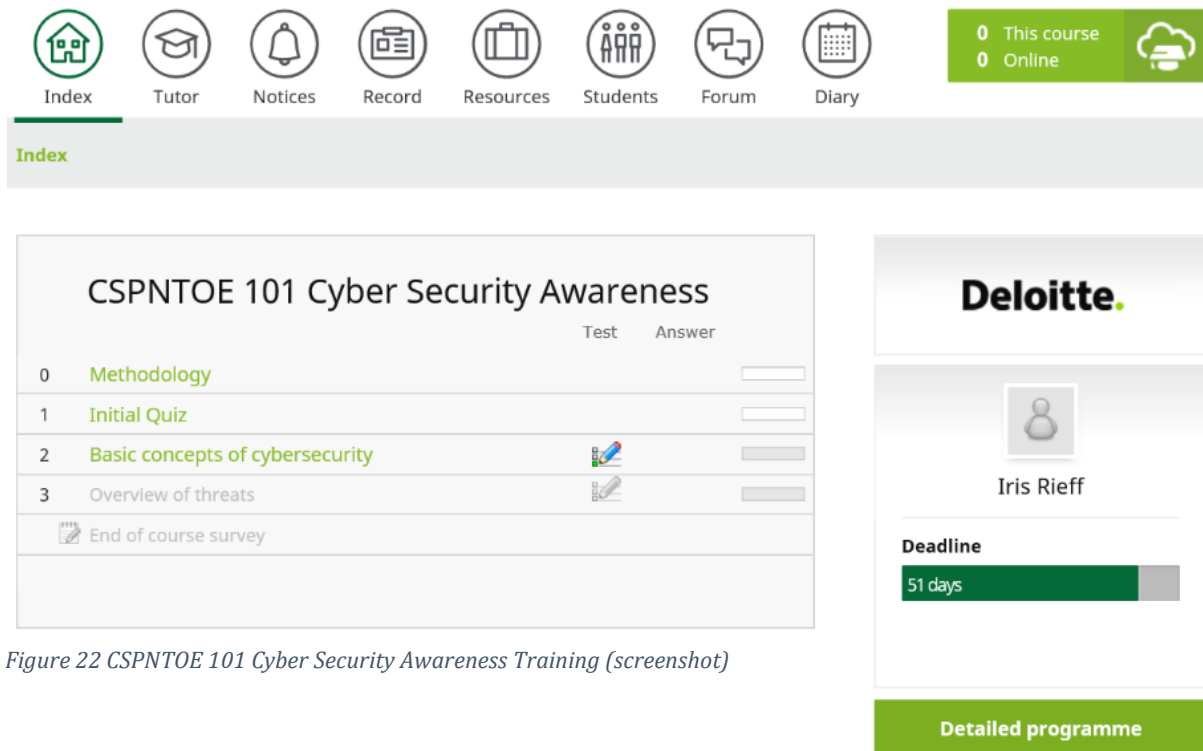 0 This course
0 Online
Index Tutor Notices Record Resources Students Forum Diary
Index
CSPNTOE 101 Cyber Security Awareness
Test Answer
0 Methodology
1 Initial Quiz
2 Basic concepts of cybersecurity
3 Overview of threats
End of course survey
Figure 22 CSPNTOE 101 Cyber Security Awareness Training (screenshot)
Deloitte.
Iris Rieff
Deadline
51 days
Detailed programme